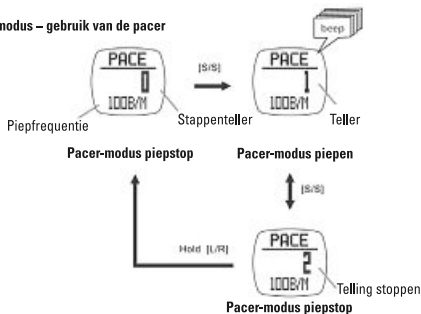 modus – gebruik van de pacer
beep
PACE
0
100B/M
[S/S]
PACE
1
100B/M
Piepfrequentie
Stappenteller
Teller
Pacer-modus piepstop
Pacer-modus piepen
[S/S]
Hold [L/R]
PACE
2
100B/M
Telling stoppen
Pacer-modus piepstop